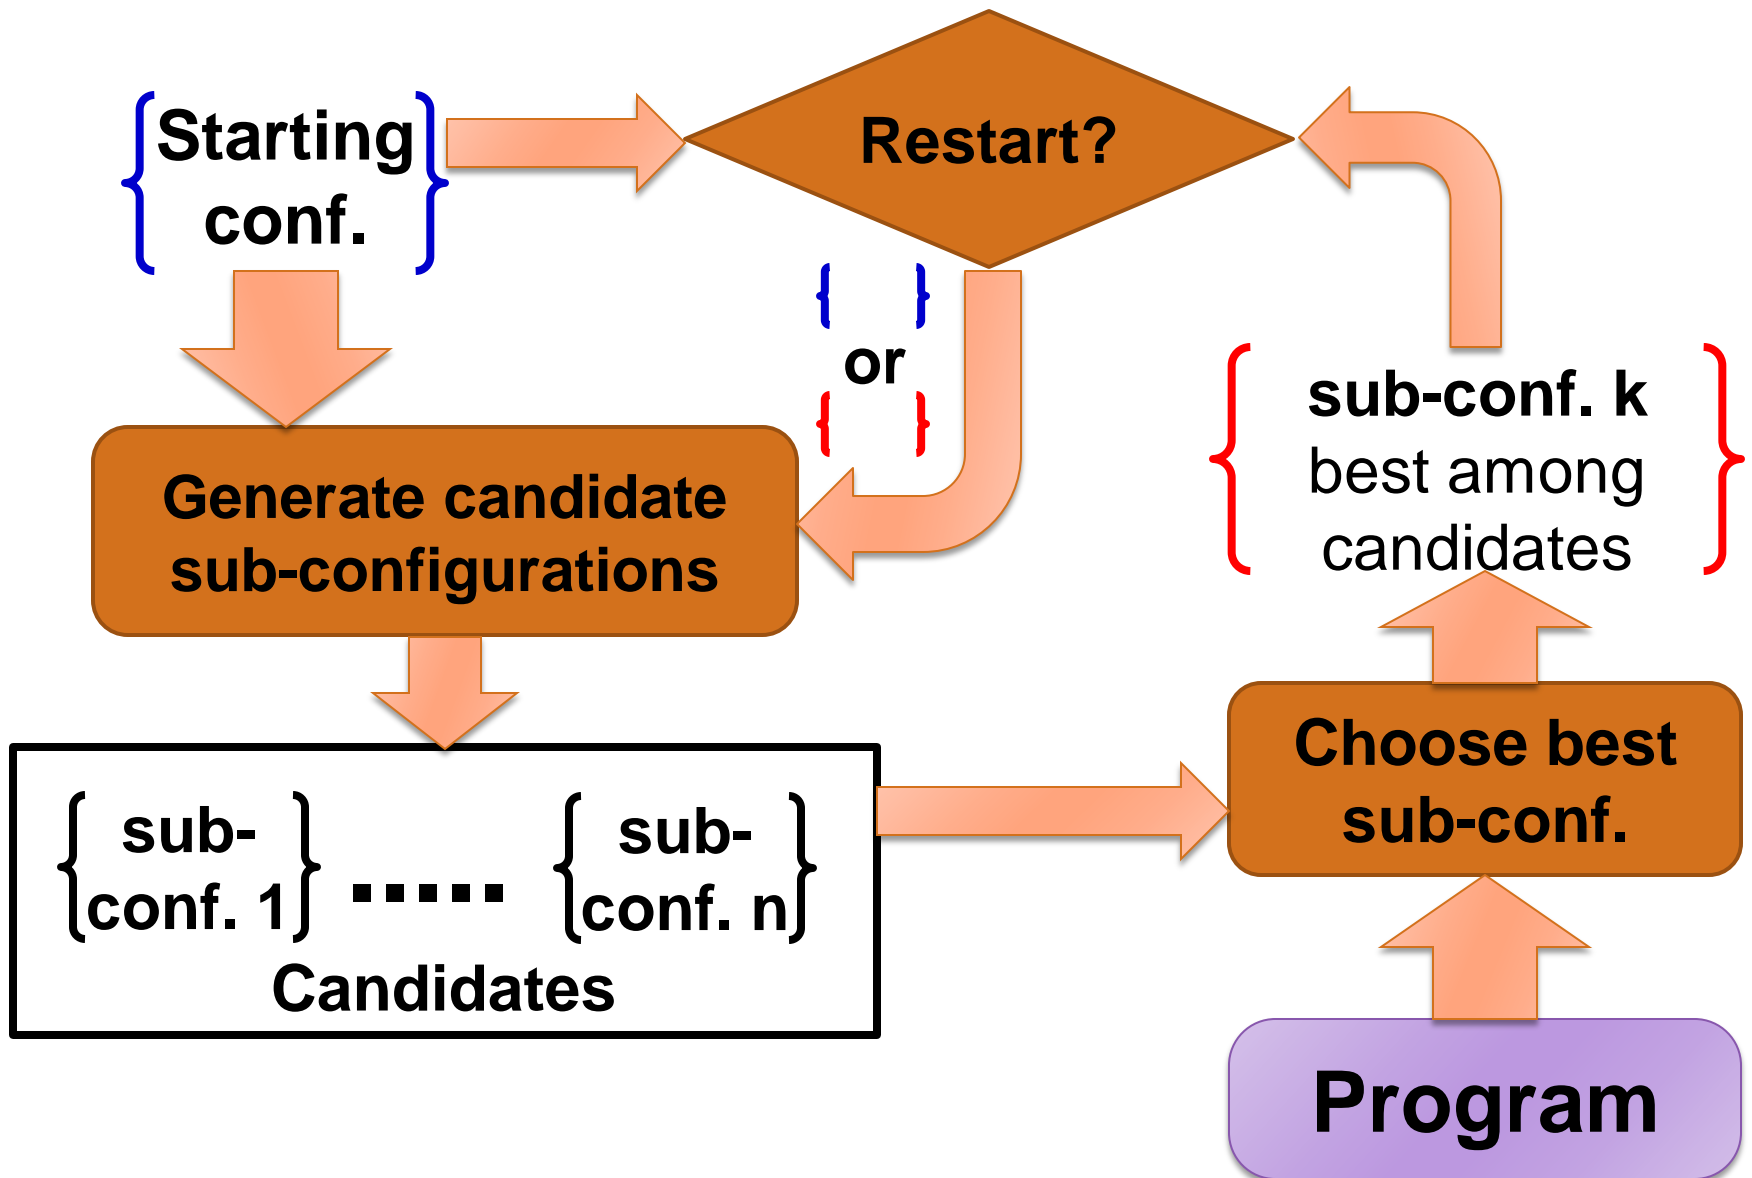 Starting
conf.
Restart?
or
sub-conf. k
best among
candidates
Generate candidate
sub-configurations
Choose best
sub-conf.
sub-
conf. 1
.....
sub-
conf. n
Candidates
Program